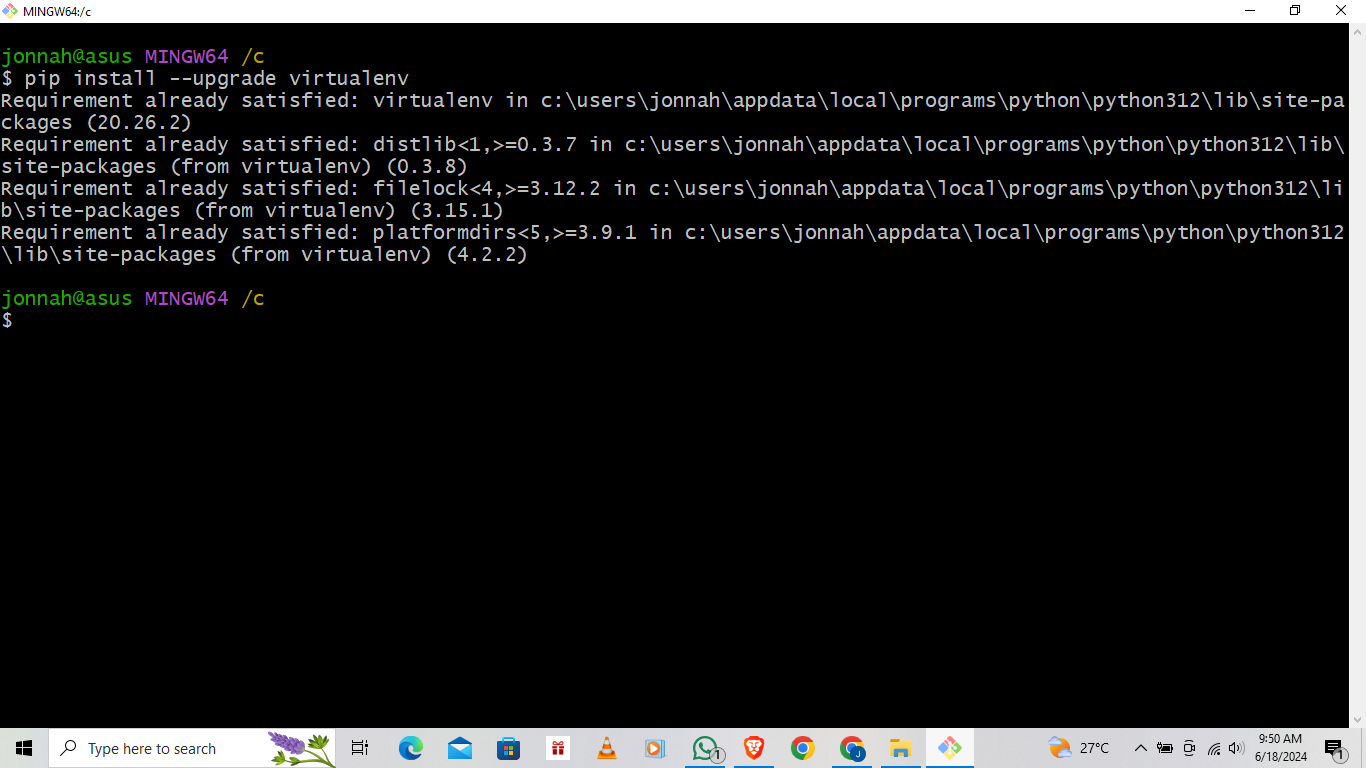 MINGW64:/c
jonnah@asus MINGW64 /c
$ pip install --upgrade virtualenv
Requirement already satisfied: virtualenv in c:\users\jonnah\appdata\local\programs\python\python312\lib\site-pa
ckages (20.26.2)
Requirement already satisfied: distlib<1,>=0.3.7 in c:\users\jonnah\appdata\local\programs\python\python312\lib\
site-packages (from virtualenv) (0.3.8)
Requirement already satisfied: filelock<4,>=3.12.2 in c:\users\jonnah\appdata\local\programs\python\python312\li
b\site-packages (from virtualenv) (3.15.1)
Requirement already satisfied: platformdirs<5,>=3.9.1 in c:\users\jonnah\appdata\local\programs\python\python312
\lib\site-packages (from virtualenv) (4.2.2)
jonnah@asus MINGW64 /c
$
Type here to search
1
J
27°C
9:50 AM
6/18/2024
1